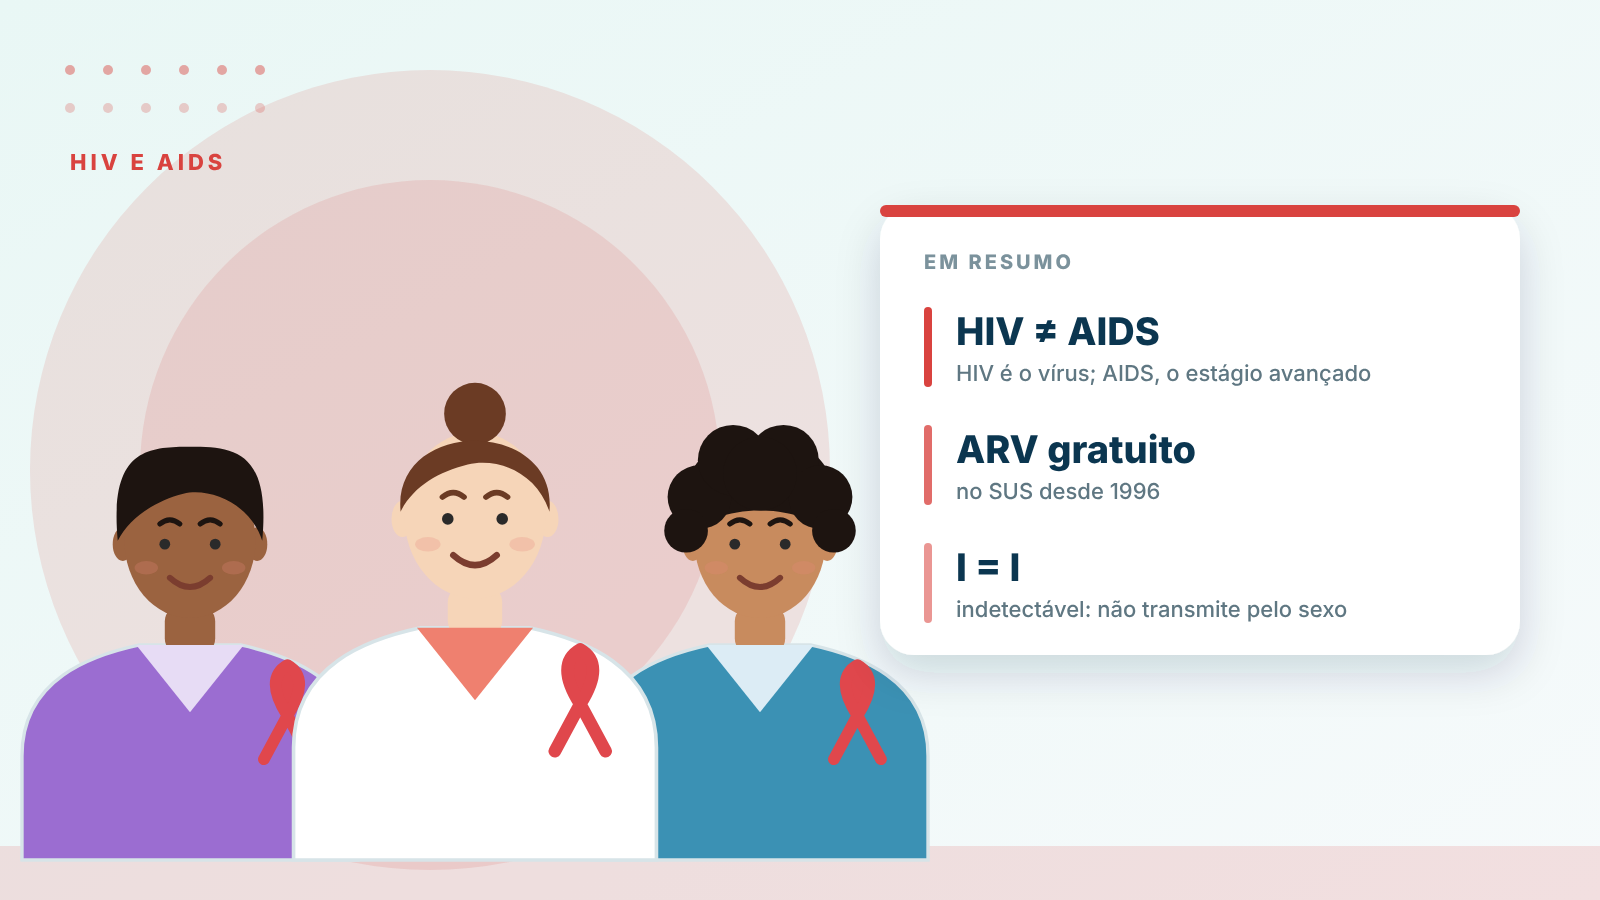 HIV E AIDS
EM RESUMO
HIV ≠ AIDS
HIV é o vírus; AIDS, o estágio avançado
ARV gratuito
no SUS desde 1996
I = I
indetectável: não transmite pelo sexo